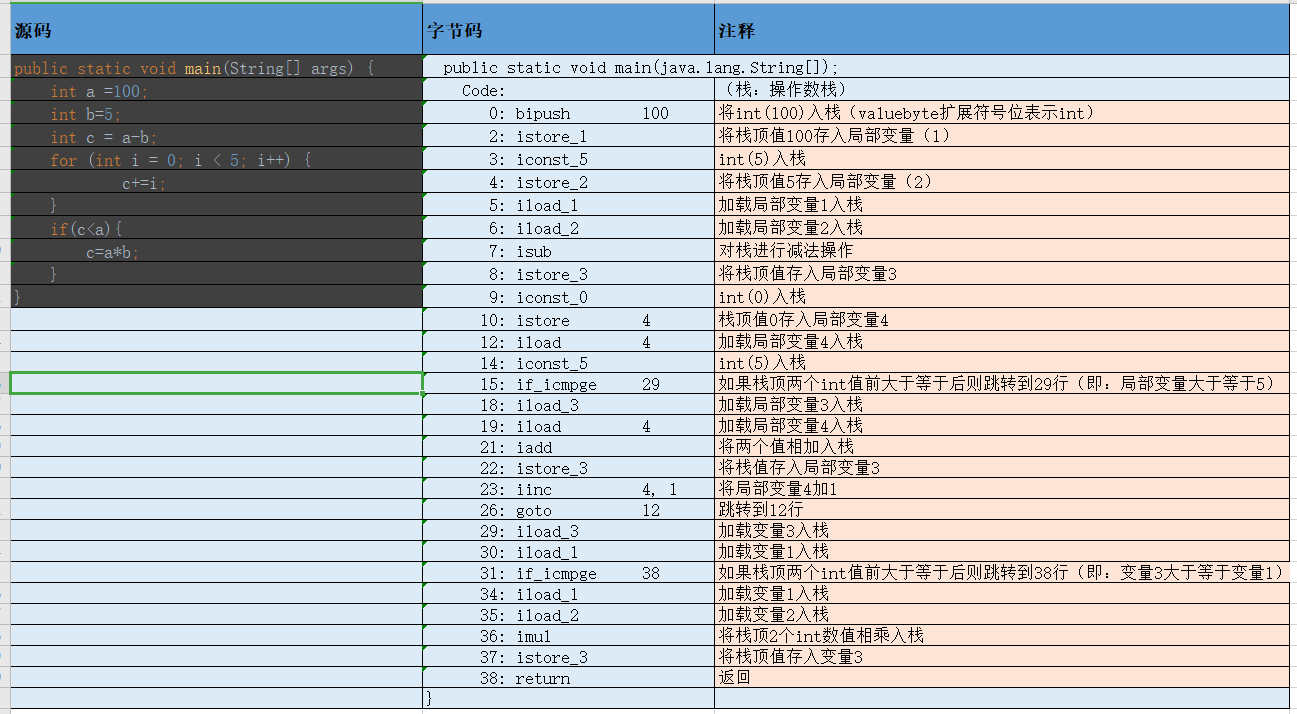 源码 字节码 注释
public static void main(String[] args) { public static void main(java.lang.String[]);
int a =100; Code: （栈：操作数栈）
int b=5; 0: bipush 100 将int(100)入栈（valuebyte扩展符号位表示int）
int c = a-b; 2: istore_1 将栈顶值100存入局部变量（1）
for (int i = 0; i < 5; i++) { 3: iconst_5 int(5)入栈
c+=i; 4: istore_2 将栈顶值5存入局部变量（2）
} 5: iload_1 加载局部变量1入栈
if(c<a){ 6: iload_2 加载局部变量2入栈
c=a*b; 7: isub 对栈进行减法操作
} 8: istore_3 将栈顶值存入局部变量3
} 9: iconst_0 int(0)入栈
10: istore 4 栈顶值0存入局部变量4
12: iload 4 加载局部变量4入栈
14: iconst_5 int(5)入栈
15: if_icmpge 29 如果栈顶两个int值前大于等于后则跳转到29行（即：局部变量大于等于5）
18: iload_3 加载局部变量3入栈
19: iload 4 加载局部变量4入栈
21: iadd 将两个值相加入栈
22: istore_3 将栈值存入局部变量3
23: iinc 4, 1 将局部变量4加1
26: goto 12 跳转到12行
29: iload_3 加载变量3入栈
30: iload_1 加载变量1入栈
31: if_icmpge 38 如果栈顶两个int值前大于等于后则跳转到38行（即：变量3大于等于变量1）
34: iload_1 加载变量1入栈
35: iload_2 加载变量2入栈
36: imul 将栈顶2个int数值相乘入栈
37: istore_3 将栈顶值存入变量3
38: return 返回
}